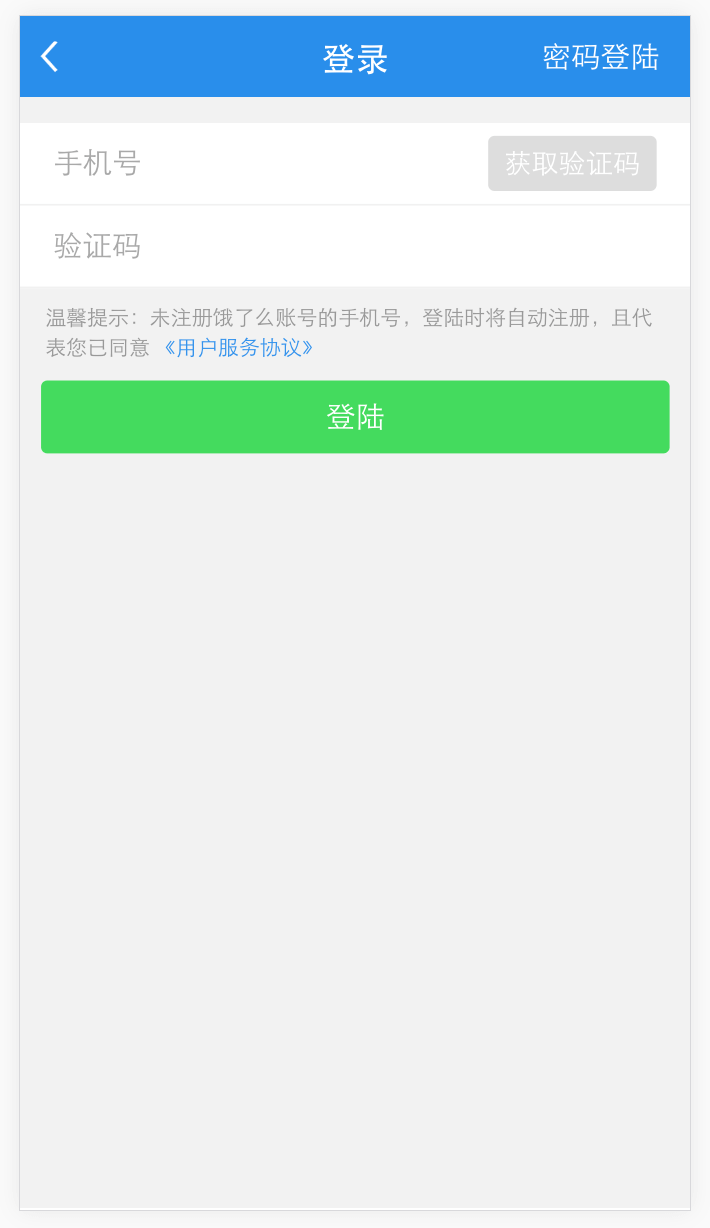 登录
密码登陆
手机号
获取验证码
验证码
温馨提示：未注册饿了么账号的手机号，登陆时将自动注册，且代
表您已同意 《用户服务协议》
登陆